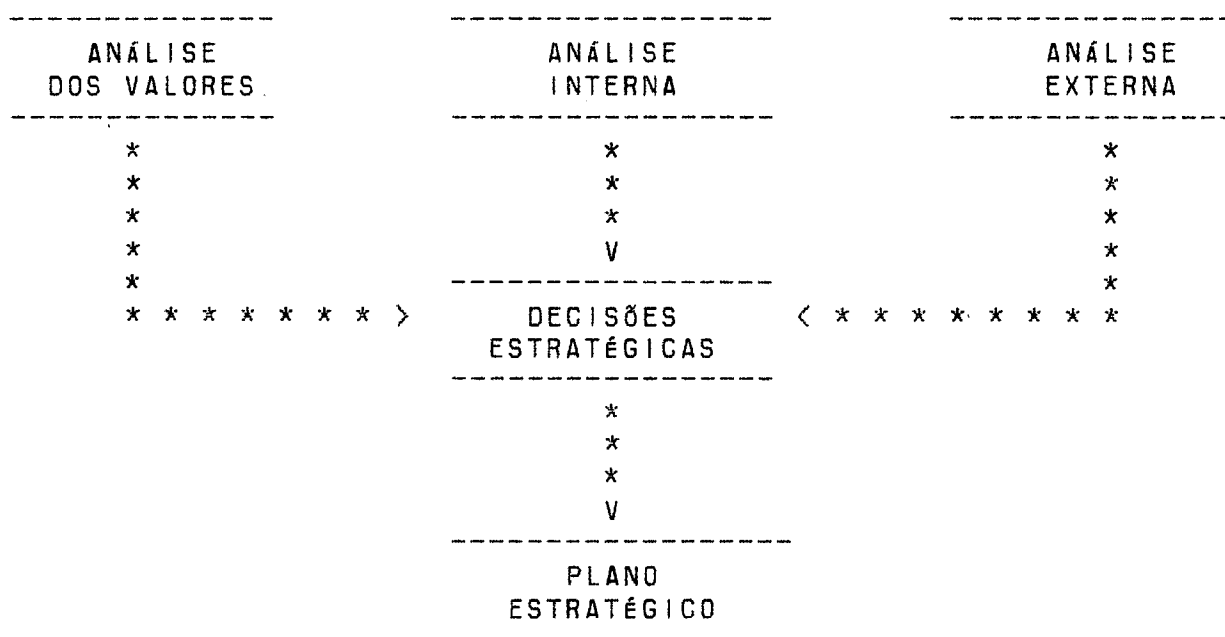 ANÁLISE
DOS VALORES
ANÁLISE
INTERNA
ANÁLISE
EXTERNA
DECISÕES
ESTRATÉGICAS
PLANO
ESTRATÉGICO